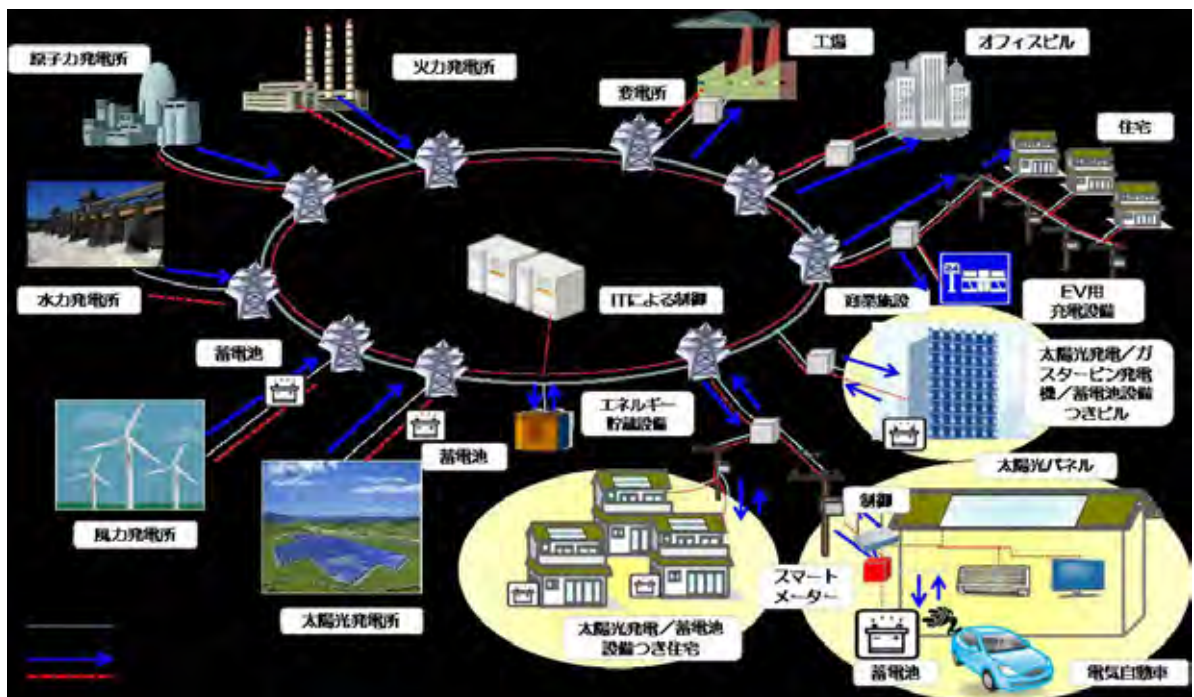 原子力発電所
火力発電所
工場
オフィスビル
変電所
住宅
水力発電所
ITによる制御
商業施設
EV用
充電設備
蓄電池
太陽光発電/ガ
スタービン発電
機/蓄電池設備
つきビル
エネルギー
貯蔵設備
蓄電池
太陽光パネル
制御
風力発電所
スマート
メーター
太陽光発電所
太陽光発電/蓄電池
設備つき住宅
蓄電池
電気自動車